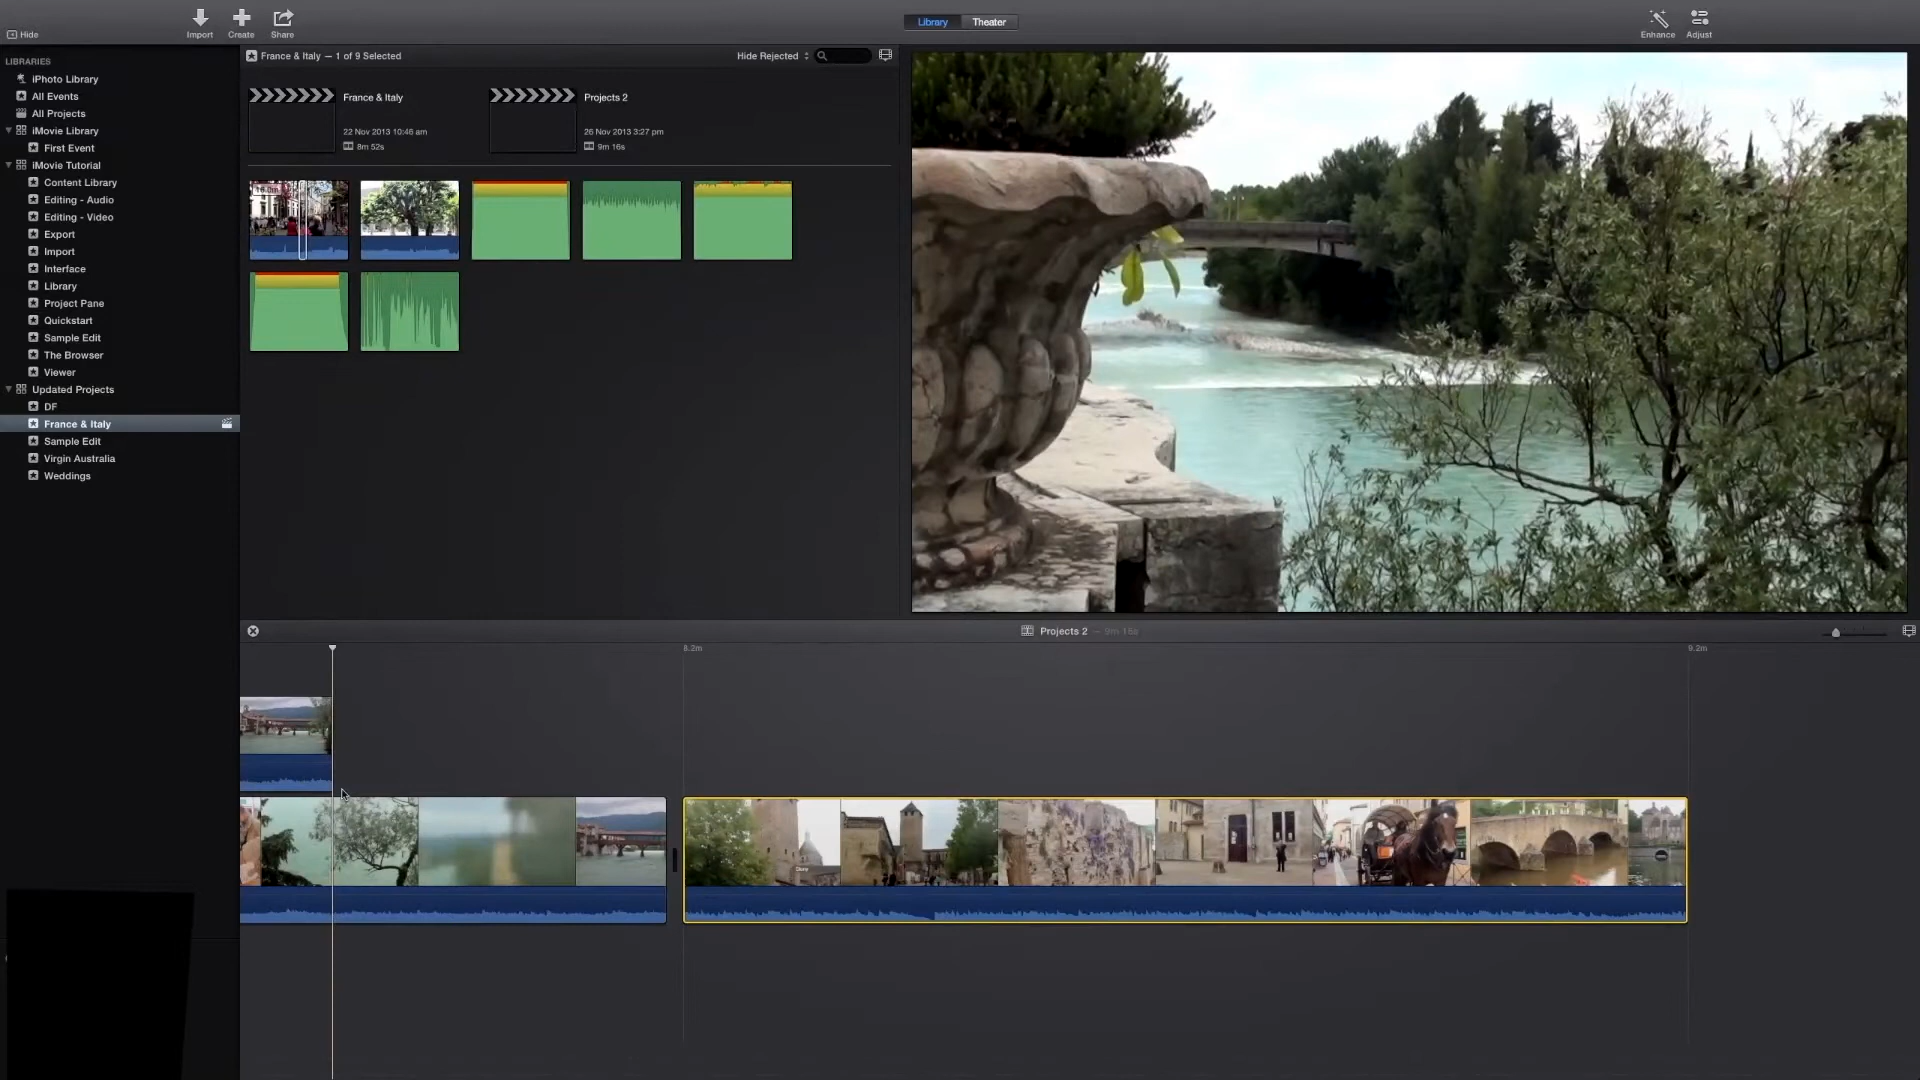 Hide
Import
Create
Share
Library
Theater
Enhance
Adjust
LIBRARIES
iPhoto Library
All Events
All Projects
iMovie Library
First Event
iMovie Tutorial
Content Library
Editing - Audio
Editing - Video
Export
Import
Interface
Library
Project Pane
Quickstart
Sample Edit
The Browser
Viewer
Updated Projects
DF
France & Italy
Sample Edit
Virgin Australia
Weddings
France & Italy — 1 of 9 Selected
Hide Rejected
France & Italy
22 Nov 2013 10:46 am
8m 52s
Projects 2
26 Nov 2013 3:27 pm
9m 16s
Projects 2 – 9m 16s
8.2m
9.2m